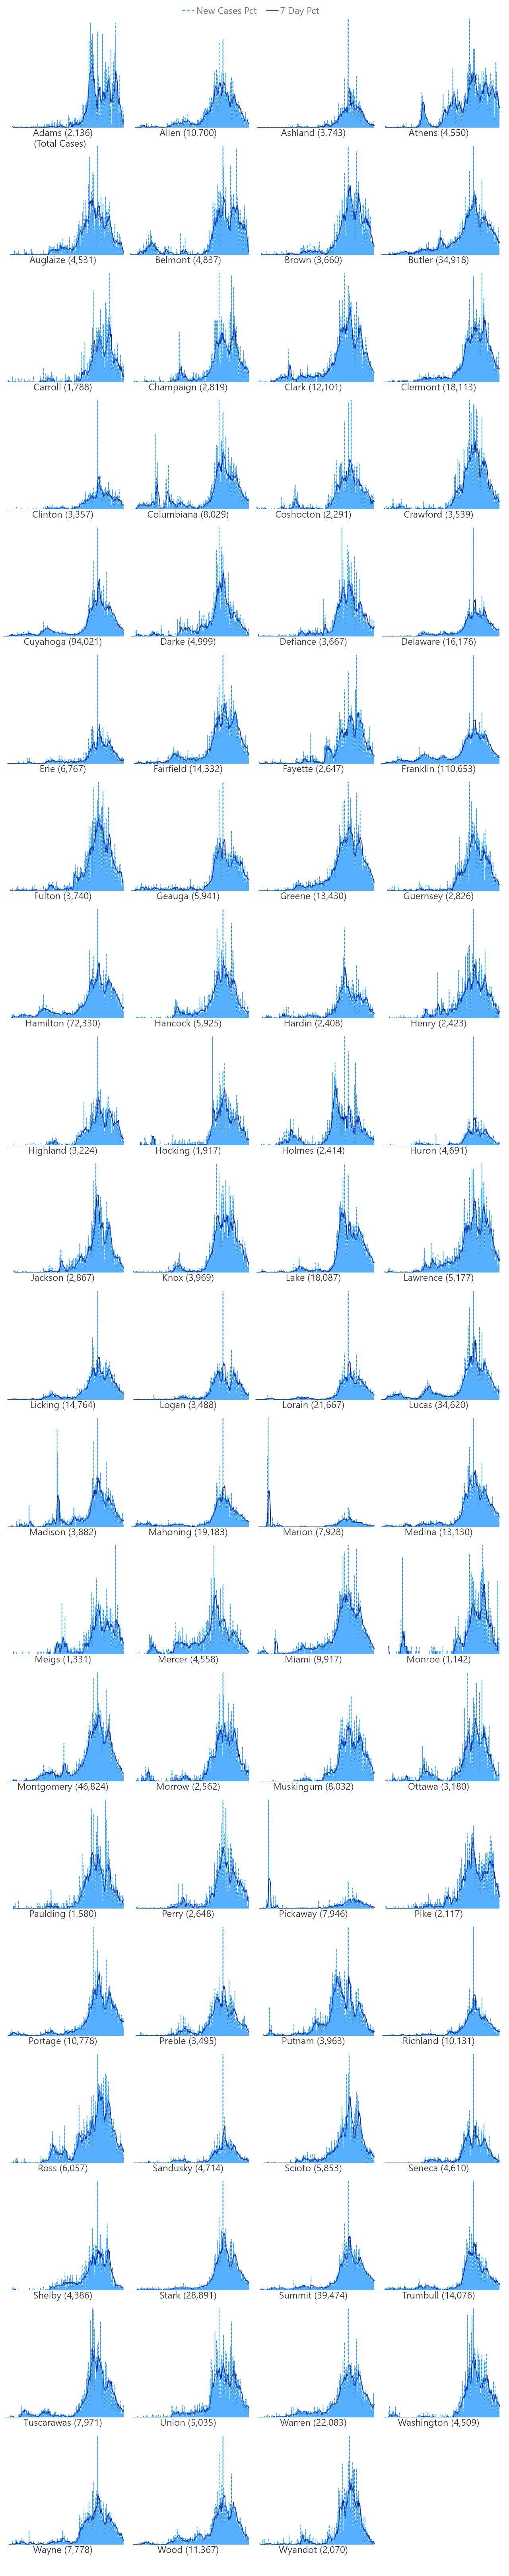 New Cases Pct 7 Day Pct
Adams (2,136) Allen (10,700) Ashland (3,743) Athens (4,550)
(Total Cases)
Auglaize (4,531) Belmont (4,837) Brown (3,660) Butler (34,918)
Carroll (1,788) Champaign (2,819) Clark (12,101) Clermont (18,113)
Clinton (3,357) Columbiana (8,029) Coshocton (2,291) Crawford (3,539)
Cuyahoga (94,021) Darke (4,999) Defiance (3,667) Delaware (16,176)
Erie (6,767) Fairfield (14,332) Fayette (2,647) Franklin (110,653)
Fulton (3,740) Geauga (5,941) Greene (13,430) Guernsey (2,826)
Hamilton (72,330) Hancock (5,925) Hardin (2,408) Henry (2,423)
Highland (3,224) Hocking (1,917) Holmes (2,414) Huron (4,691)
Jackson (2,867) Knox (3,969) Lake (18,087) Lawrence (5,177)
Licking (14,764) Logan (3,488) Lorain (21,667) Lucas (34,620)
Madison (3,882) Mahoning (19,183) Marion (7,928) Medina (13,130)
Meigs (1,331) Mercer (4,558) Miami (9,917) Monroe (1,142)
Montgomery (46,824) Morrow (2,562) Muskingum (8,032) Ottawa (3,180)
Paulding (1,580) Perry (2,648) Pickaway (7,946) Pike (2,117)
Portage (10,778) Preble (3,495) Putnam (3,963) Richland (10,131)
Ross (6,057) Sandusky (4,714) Scioto (5,853) Seneca (4,610)
Shelby (4,386) Stark (28,891) Summit (39,474) Trumbull (14,076)
Tuscarawas (7,971) Union (5,035) Warren (22,083) Washington (4,509)
Wayne (7,778) Wood (11,367) Wyandot (2,070)